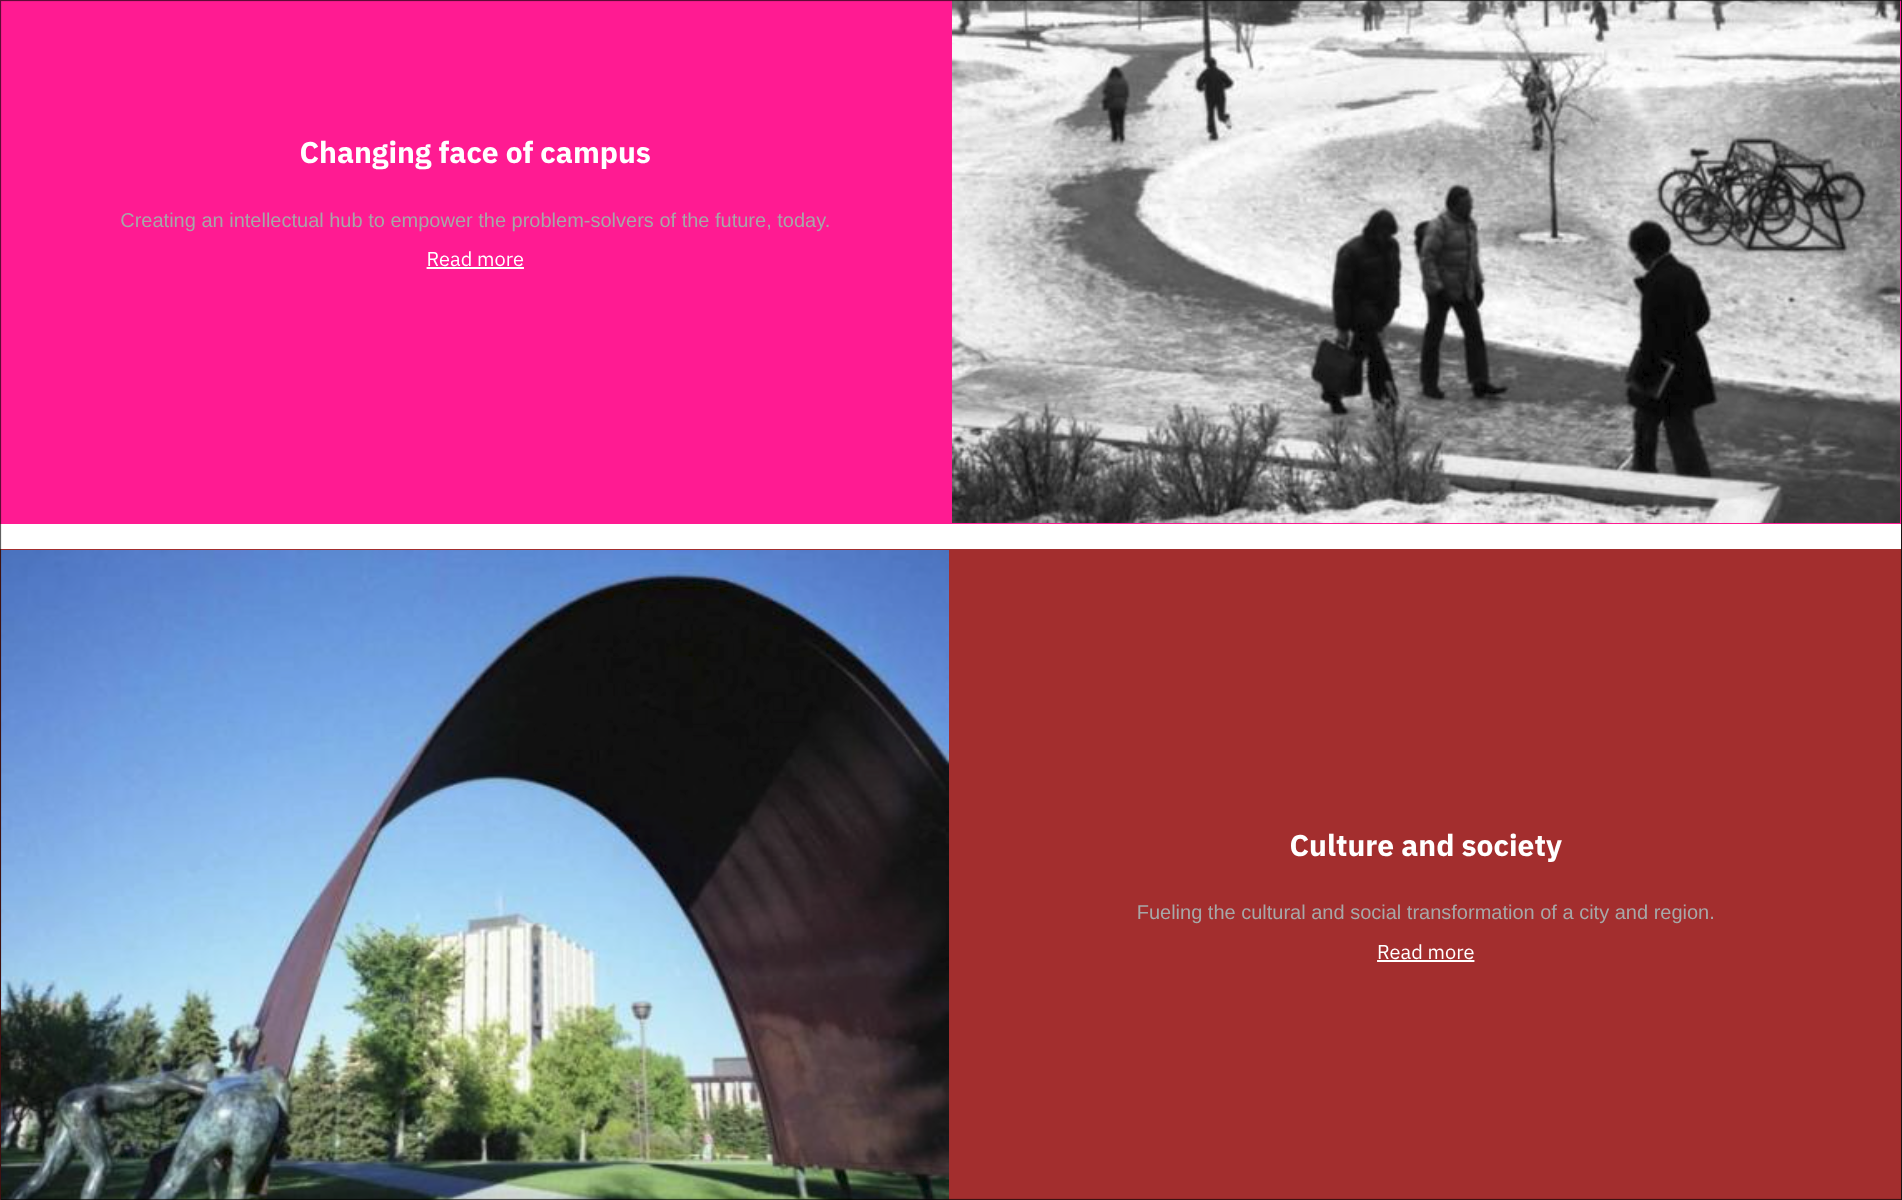 Changing face of campus
Creating an intellectual hub to empower the problem-solvers of the future, today.
Read more
Culture and society
Fueling the cultural and social transformation of a city and region.
Read more